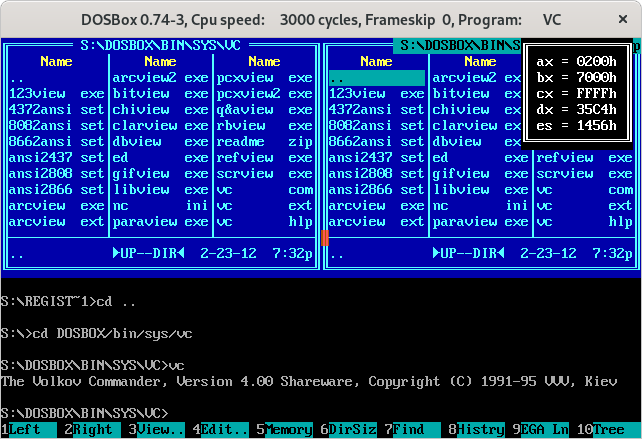 DOSBox 0.74-3, Cpu speed: 3000 cycles, Frameskip 0, Program: VC
S:\DOSBOX\BIN\SYS\VC
Name Name Name
.. arcview2 exe pcxview exe
123view exe bitview exe pcxview2 exe
4372ansi set chiview exe q&aview exe
8082ansi set clarview exe rbview exe
8662ansi set dbview exe readme zip
ansi2437 set ed exe refview exe
ansi2808 set gifview exe scrview exe
ansi2866 set libview exe vc com
arcview exe nc ini vc ext
arcview ext paraview exe vc hlp
.. ►UP--DIR◄ 2-23-12 7:32p
S:\DOSBOX\BIN\S p
Name Name
.. arcview2 ex
123view exe bitview ex
4372ansi set chiview ex
8082ansi set clarview ex
8662ansi set dbview ex
ansi2437 set ed exe refview exe
ansi2808 set gifview exe scrview exe
ansi2866 set libview exe vc com
arcview exe nc ini vc ext
arcview ext paraview exe vc hlp
.. ►UP--DIR◄ 2-23-12 7:32p
ax = 0200h
bx = 7000h
cx = FFFFh
dx = 35C4h
es = 1456h
S:\REGIST~1>cd ..
S:\>cd DOSBOX/bin/sys/vc
S:\DOSBOX\BIN\SYS\VC>vc
The Volkov Commander, Version 4.00 Shareware, Copyright (C) 1991-95 VVV, Kiev
S:\DOSBOX\BIN\SYS\VC>
1Left 2Right 3View.. 4Edit.. 5Memory 6DirSiz 7Find 8Histry 9EGA Ln 10Tree